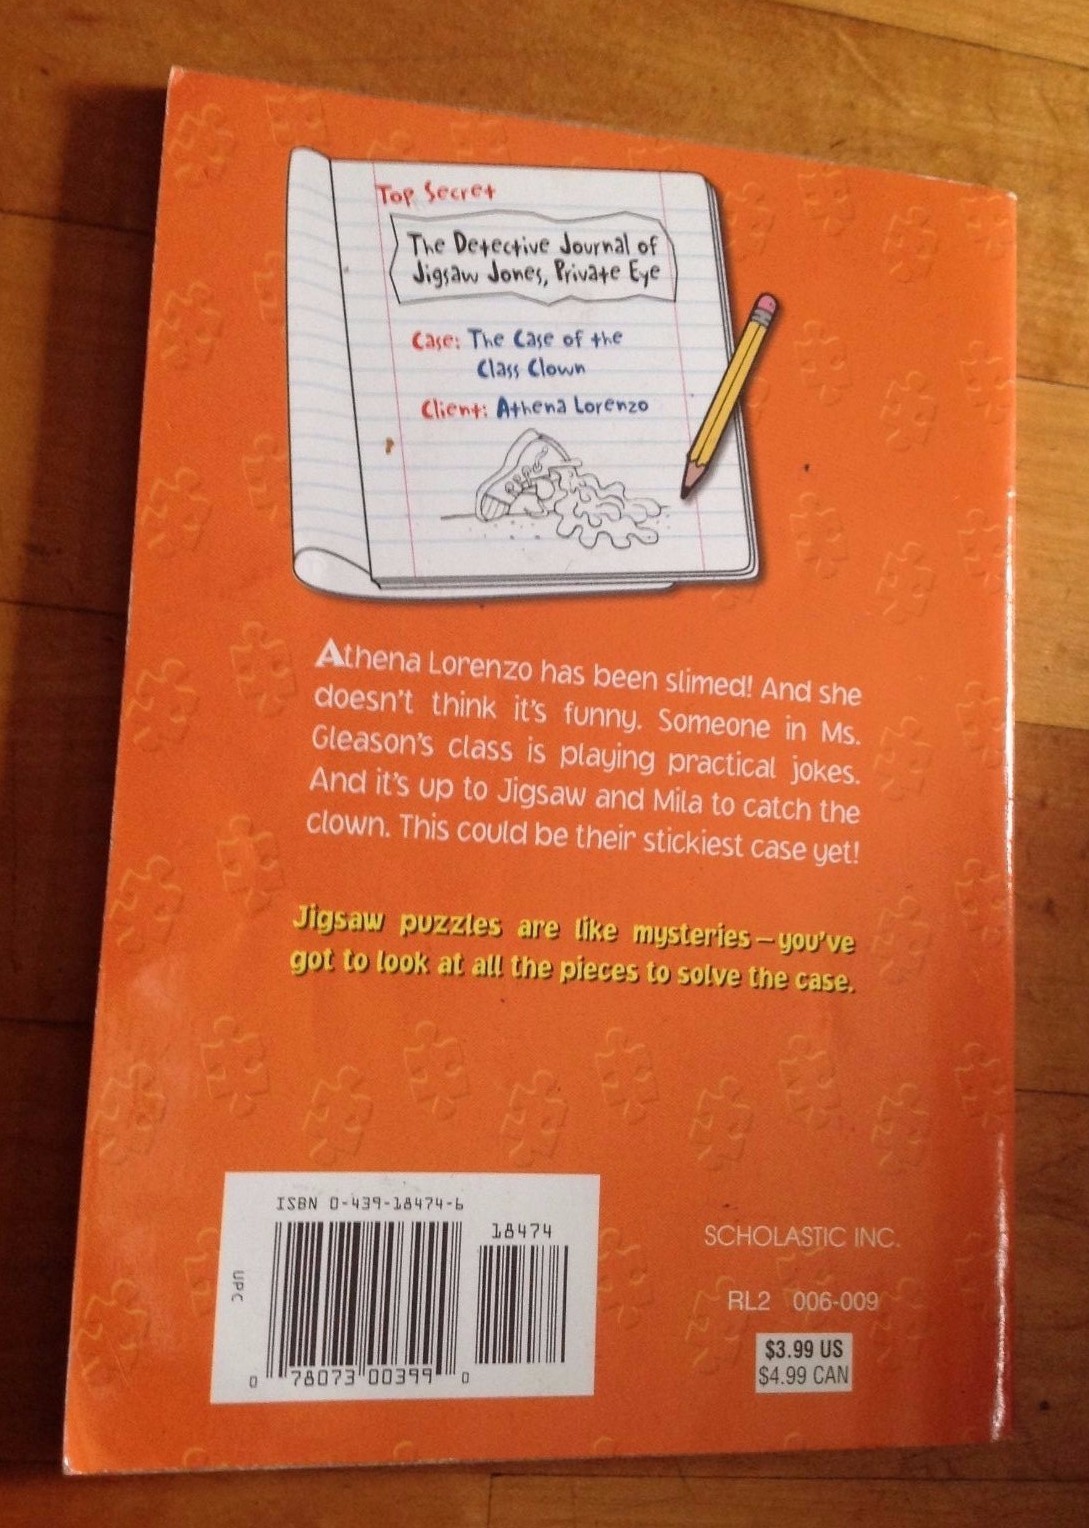 Top Secret
The Detective Journal of
Jigsaw Jones, Private Eye
Case: The Case of the
Class Clown
Client: Athena Lorenzo
Athena Lorenzo has been slimed! And she
doesn't think it's funny. Someone in Ms.
Gleason's class is playing practical jokes.
And it's up to Jigsaw and Mila to catch the
clown. This could be their stickiest case yet!
Jigsaw puzzles are like mysteries—you've
got to look at all the pieces to solve the case.
ISBN 0-439-18474-6
18474
UPC
0 78073 00399 0
SCHOLASTIC INC.
RL2 006-009
$3.99 US
$4.99 CAN